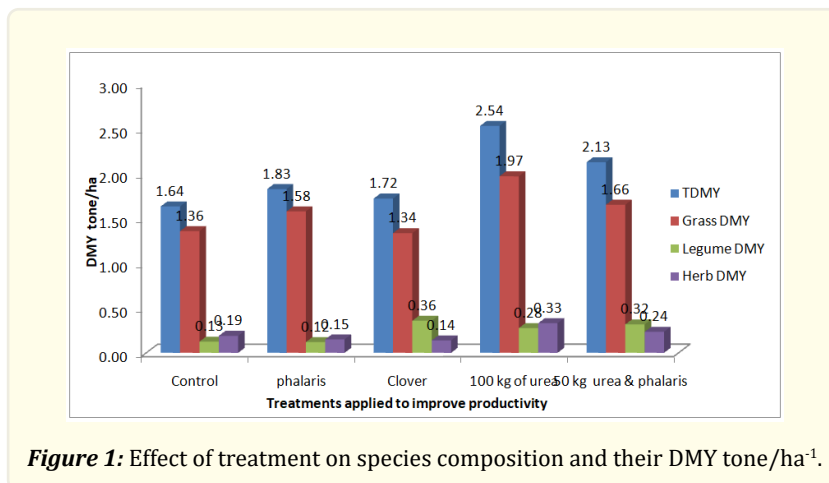 3.00
2.50
2.00
1.50
1.00
0.50
0.00
DMY tone/ha
1.64
1.36
0.13
0.19
1.83
1.58
0.12
0.15
1.72
1.34
0.36
0.14
2.54
1.97
0.28
0.33
2.13
1.66
0.32
0.24
TDMY
Grass DMY
Legume DMY
Herb DMY
Control
phalaris
Clover
100 kg of urea
50 kg urea & phalaris
Treatments applied to improve productivity
Figure 1: Effect of treatment on species composition and their DMY tone/ha⁻¹.